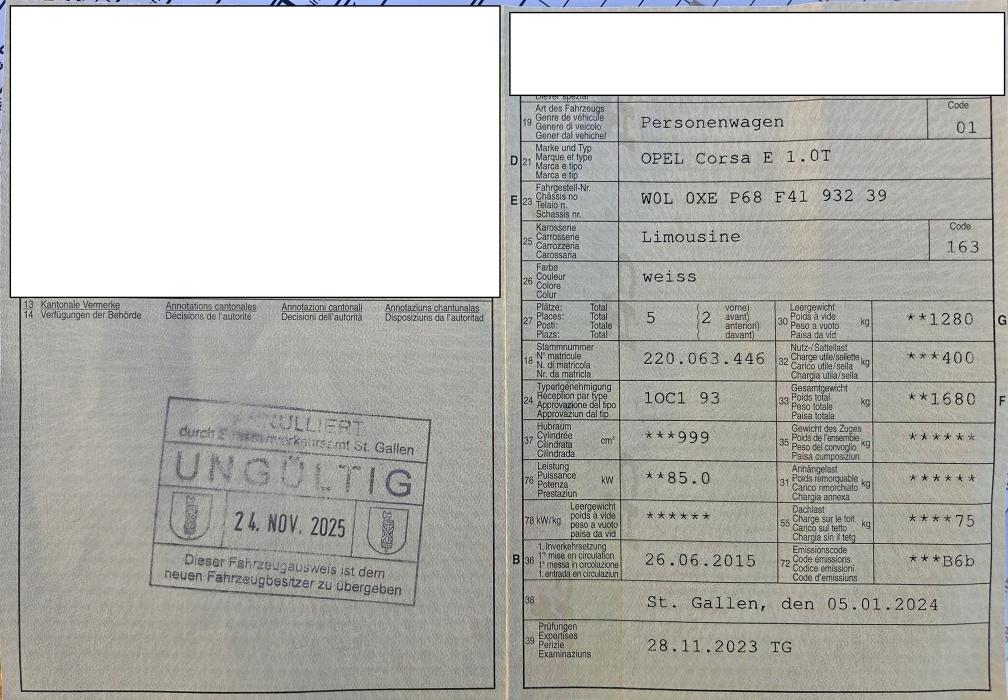 13 Kantonale Vermerke Annotations cantonales Annotazioni cantonali Annotaziuns chantunalas
14 Verfügungen der Behörde Décisions de l'autorité Decisioni dell'autorità Disposiziuns da l'autoritad
durch Strassenverkehrsamt St. Gallen
UNGÜLTIG
24. NOV. 2025
Dieser Fahrzeugausweis ist dem
neuen Fahrzeugbesitzer zu übergeben
19
Art des Fahrzeugs
Genre de véhicule
Genere di veicolo
Gener dal vehichel
Personenwagen
Code
01
D 21
Marke und Typ
Marque et type
Marca e tipo
Marca e tip
OPEL Corsa E 1.0T
E 23
Fahrgestell-Nr.
Châssis no
Telaio n.
Schassis nr.
W0L 0XE P68 F41 932 39
25
Karosserie
Carrosserie
Carrozzeria
Carossaria
Limousine
Code
163
26
Farbe
Couleur
Colore
Colur
weiss
27
Plätze: Total
Places: Total
Posti: Totale
Plazs: Total
5
(2
vorne)
avant)
anteriori)
davant)
30
Leergewicht
Poids à vide
Peso a vuoto
Paisa da vid
kg
**1280
G
18
Stammnummer
N° matricule
N. di matricola
Nr. da matricla
220.063.446
32
Nutz-/Sattellast
Charge utile/sellette
Carico utile/sella
Chargia utila/sella
kg
***400
24
Typengenehmigung
Réception par type
Approvazione del tipo
Approvaziun dal tip
1OC1 93
33
Gesamtgewicht
Poids total
Peso totale
Paisa totala
kg
**1680
F
37
Hubraum
Cylindrée
Cilindrata
Cilindrada
cm³
***999
35
Gewicht des Zuges
Poids de l'ensemble
Peso del convoglio
Paisa cumposiziun
kg
******
76
Leistung
Puissance
Potenza
Prestaziun
kW
**85.0
31
Anhängelast
Poids remorquable
Carico rimorchiato
Chargia annexa
kg
******
78 kW/kg
Leergewicht
poids à vide
peso a vuoto
paisa da vid
******
55
Dachlast
Charge sur le toit
Carico sul tetto
Chargia sin il tetg
kg
****75
B 36
1. Inverkehrsetzung
1re mise en circulation
1a messa in circolazione
1. entrada en circulaziun
26.06.2015
72
Emissionscode
Code émissions
Codice emissioni
Code d'emissiuns
***B6b
38
St. Gallen, den 05.01.2024
39
Prüfungen
Expertises
Perizie
Examinaziuns
28.11.2023 TG